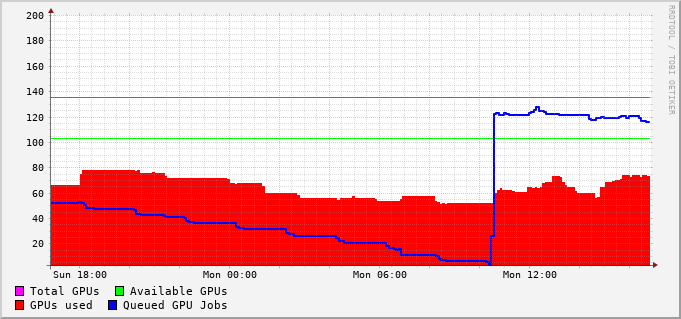 200
180
160
140
120
100
80
60
40
20
Sun 18:00 Mon 00:00 Mon 06:00 Mon 12:00
Total GPUs Available GPUs
GPUs used Queued GPU Jobs
RRDTOOL / TOBI OETIKER